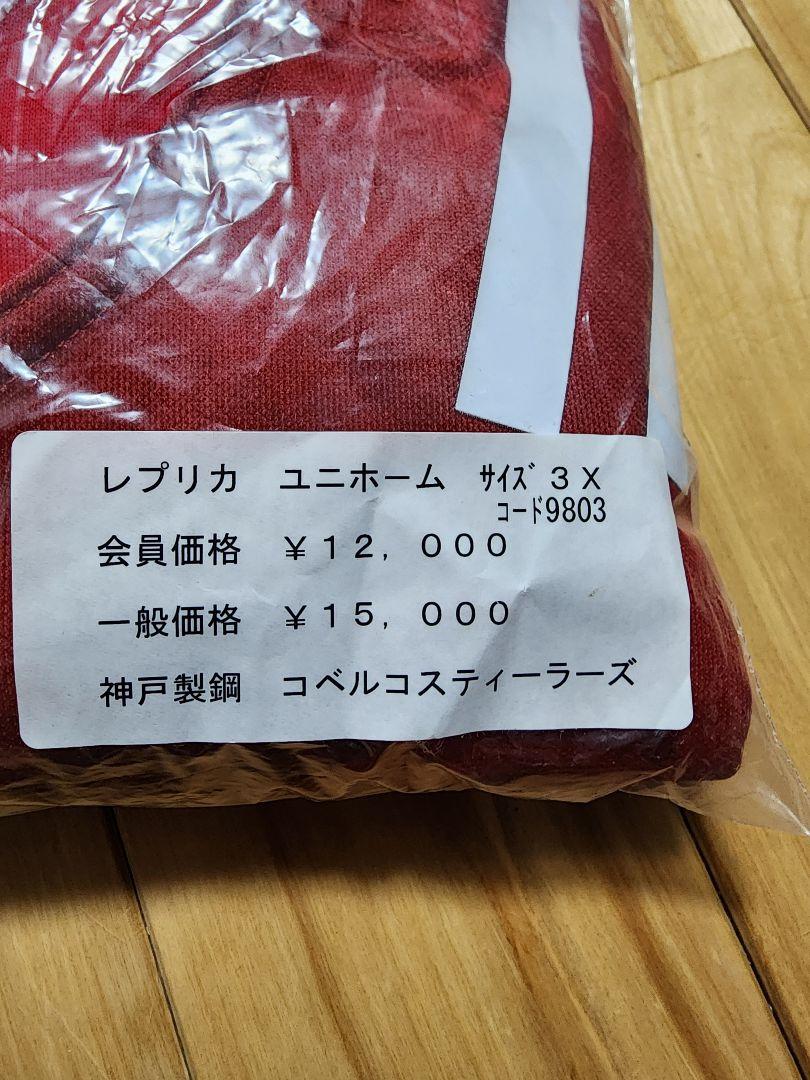 レプリカ　ユニホーム　ｻｲｽﾞ３Ｘ
ｺｰﾄﾞ9803
会員価格　￥１２，０００
一般価格　￥１５，０００
神戸製鋼　コベルコスティーラーズ